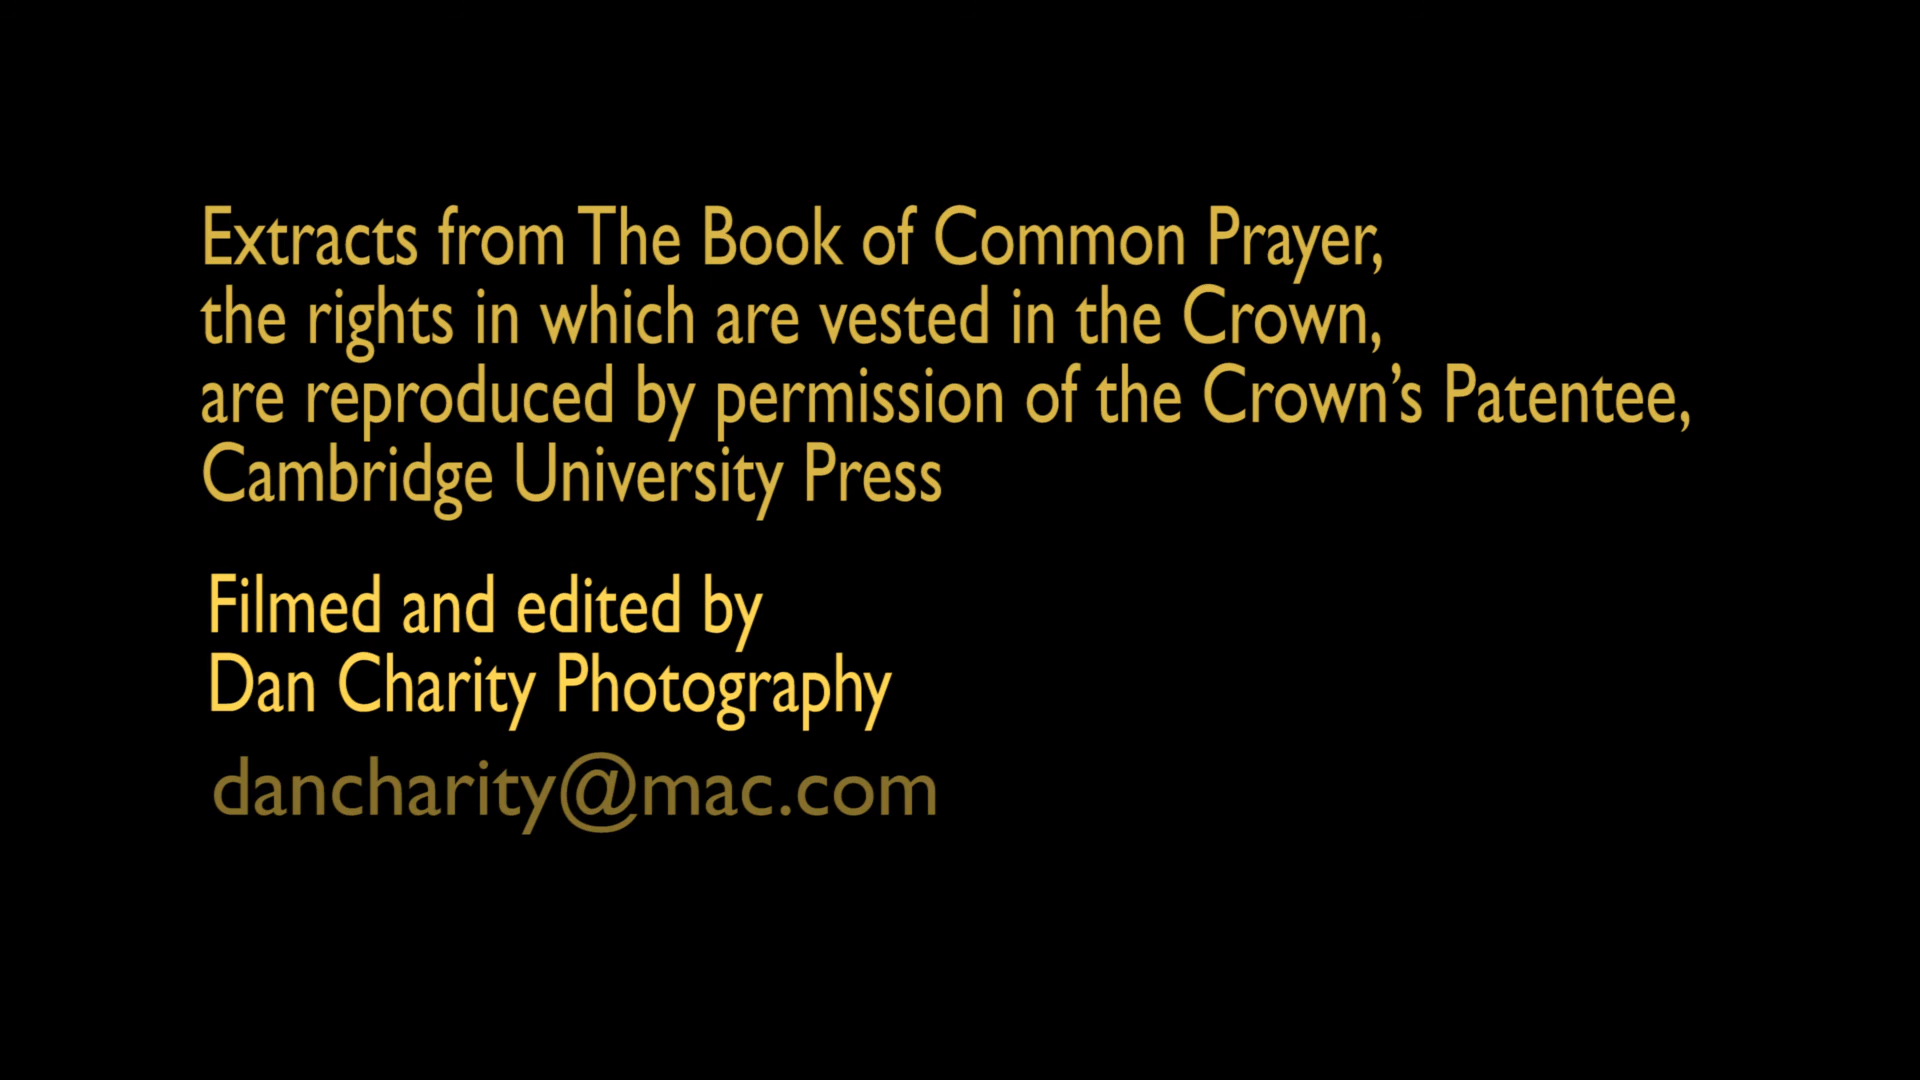 Extracts from The Book of Common Prayer,
the rights in which are vested in the Crown,
are reproduced by permission of the Crown’s Patentee,
Cambridge University Press
Filmed and edited by
Dan Charity Photography
dancharity@mac.com